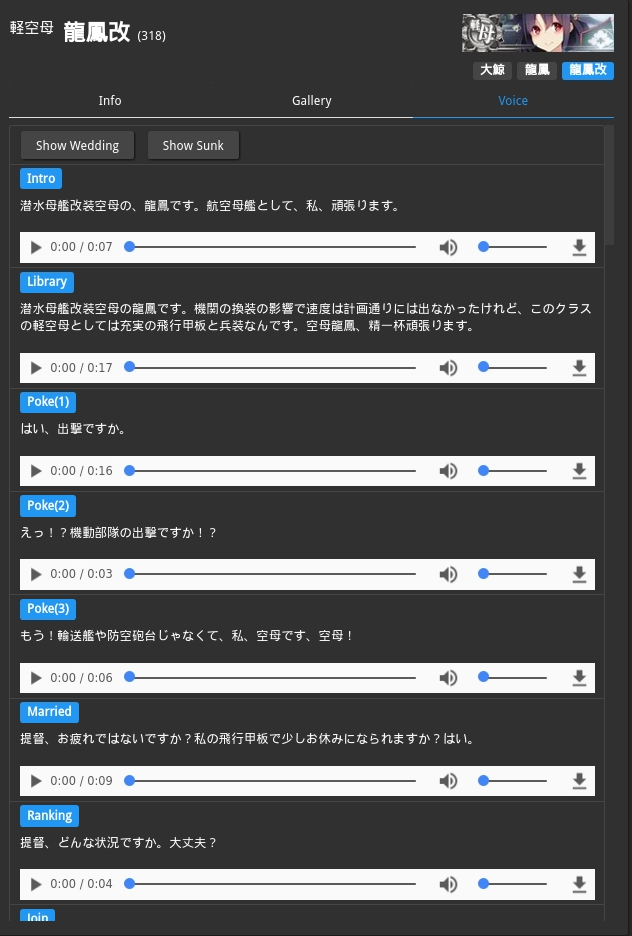 軽空母 龍鳳改 (318)
軽母
大鯨 龍鳳 龍鳳改
Info Gallery Voice
Show Wedding Show Sunk
Intro
潜水母艦改装空母の、龍鳳です。航空母艦として、私、頑張ります。
0:00 / 0:07
Library
潜水母艦改装空母の龍鳳です。機関の換装の影響で速度は計画通りには出なかったけれど、このクラス
の軽空母としては充実の飛行甲板と兵装なんです。空母龍鳳、精一杯頑張ります。
0:00 / 0:17
Poke(1)
はい、出撃ですか。
0:00 / 0:16
Poke(2)
えっ！？機動部隊の出撃ですか！？
0:00 / 0:03
Poke(3)
もう！輸送艦や防空砲台じゃなくて、私、空母です、空母！
0:00 / 0:06
Married
提督、お疲れではないですか？私の飛行甲板で少しお休みになられますか？はい。
0:00 / 0:09
Ranking
提督、どんな状況ですか。大丈夫？
0:00 / 0:04
Join